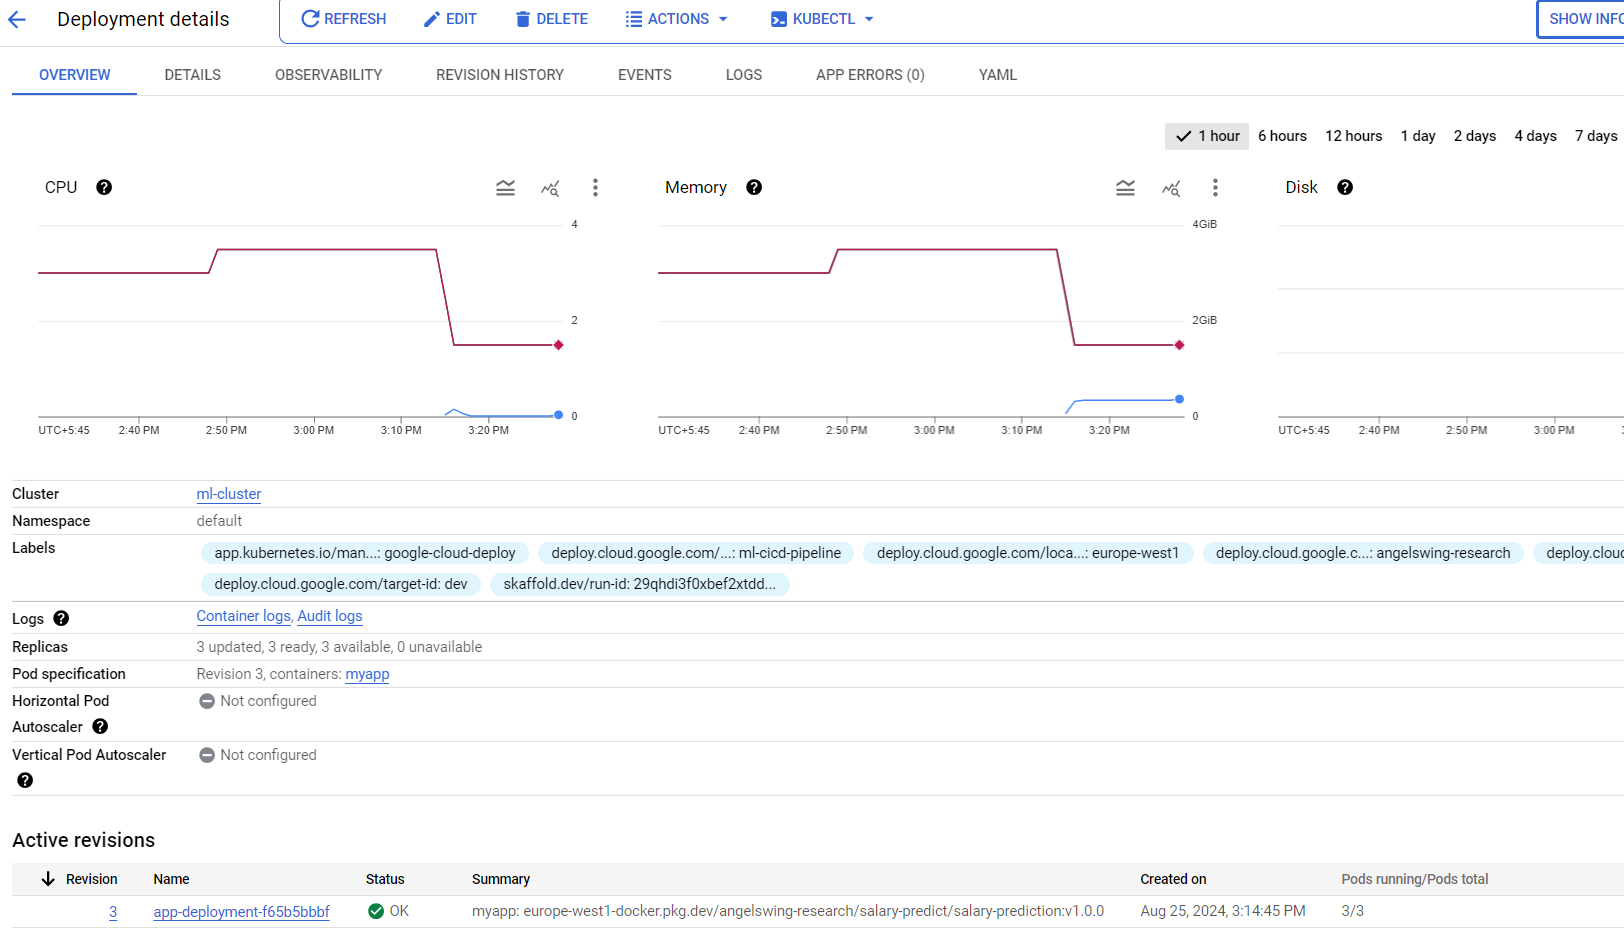 Deployment details
REFRESH EDIT DELETE ACTIONS KUBECTL
SHOW INFO
OVERVIEW DETAILS OBSERVABILITY REVISION HISTORY EVENTS LOGS APP ERRORS (0) YAML
1 hour 6 hours 12 hours 1 day 2 days 4 days 7 days
CPU
4
2
0
UTC+5:45 2:40 PM 2:50 PM 3:00 PM 3:10 PM 3:20 PM
Memory
4GiB
2GiB
0
UTC+5:45 2:40 PM 2:50 PM 3:00 PM 3:10 PM 3:20 PM
Disk
UTC+5:45 2:40 PM 2:50 PM 3:00 PM
Cluster ml-cluster
Namespace default
Labels app.kubernetes.io/man...: google-cloud-deploy deploy.cloud.google.com/...: ml-cicd-pipeline deploy.cloud.google.com/loca...: europe-west1 deploy.cloud.google.c...: angelswing-research
deploy.cloud.google.com/target-id: dev skaffold.dev/run-id: 29qhdi3f0xbef2xtdd...
Logs Container logs, Audit logs
Replicas 3 updated, 3 ready, 3 available, 0 unavailable
Pod specification Revision 3, containers: myapp
Horizontal Pod Not configured
Autoscaler
Vertical Pod Autoscaler Not configured
Active revisions
Revision Name Status Summary Created on Pods running/Pods total
3 app-deployment-f65b5bbbf OK myapp: europe-west1-docker.pkg.dev/angelswing-research/salary-predict/salary-prediction:v1.0.0 Aug 25, 2024, 3:14:45 PM 3/3